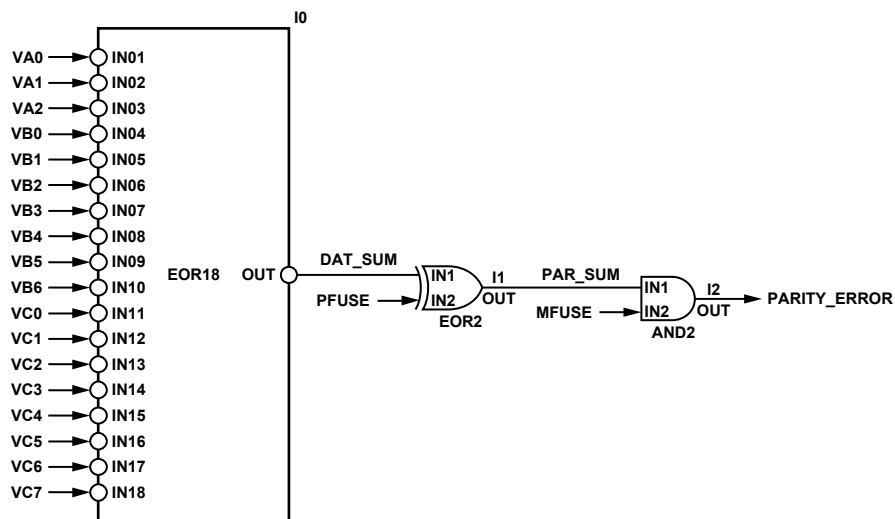 I0
VA0 IN01
VA1 IN02
VA2 IN03
VB0 IN04
VB1 IN05
VB2 IN06
VB3 IN07
VB4 IN08
VB5 IN09
VB6 IN10
VC0 IN11
VC1 IN12
VC2 IN13
VC3 IN14
VC4 IN15
VC5 IN16
VC6 IN17
VC7 IN18
EOR18 OUT
DAT_SUM
PFUSE
IN1
IN2
I1
OUT
EOR2
PAR_SUM
MFUSE
IN1
IN2
I2
OUT
AND2
PARITY_ERROR